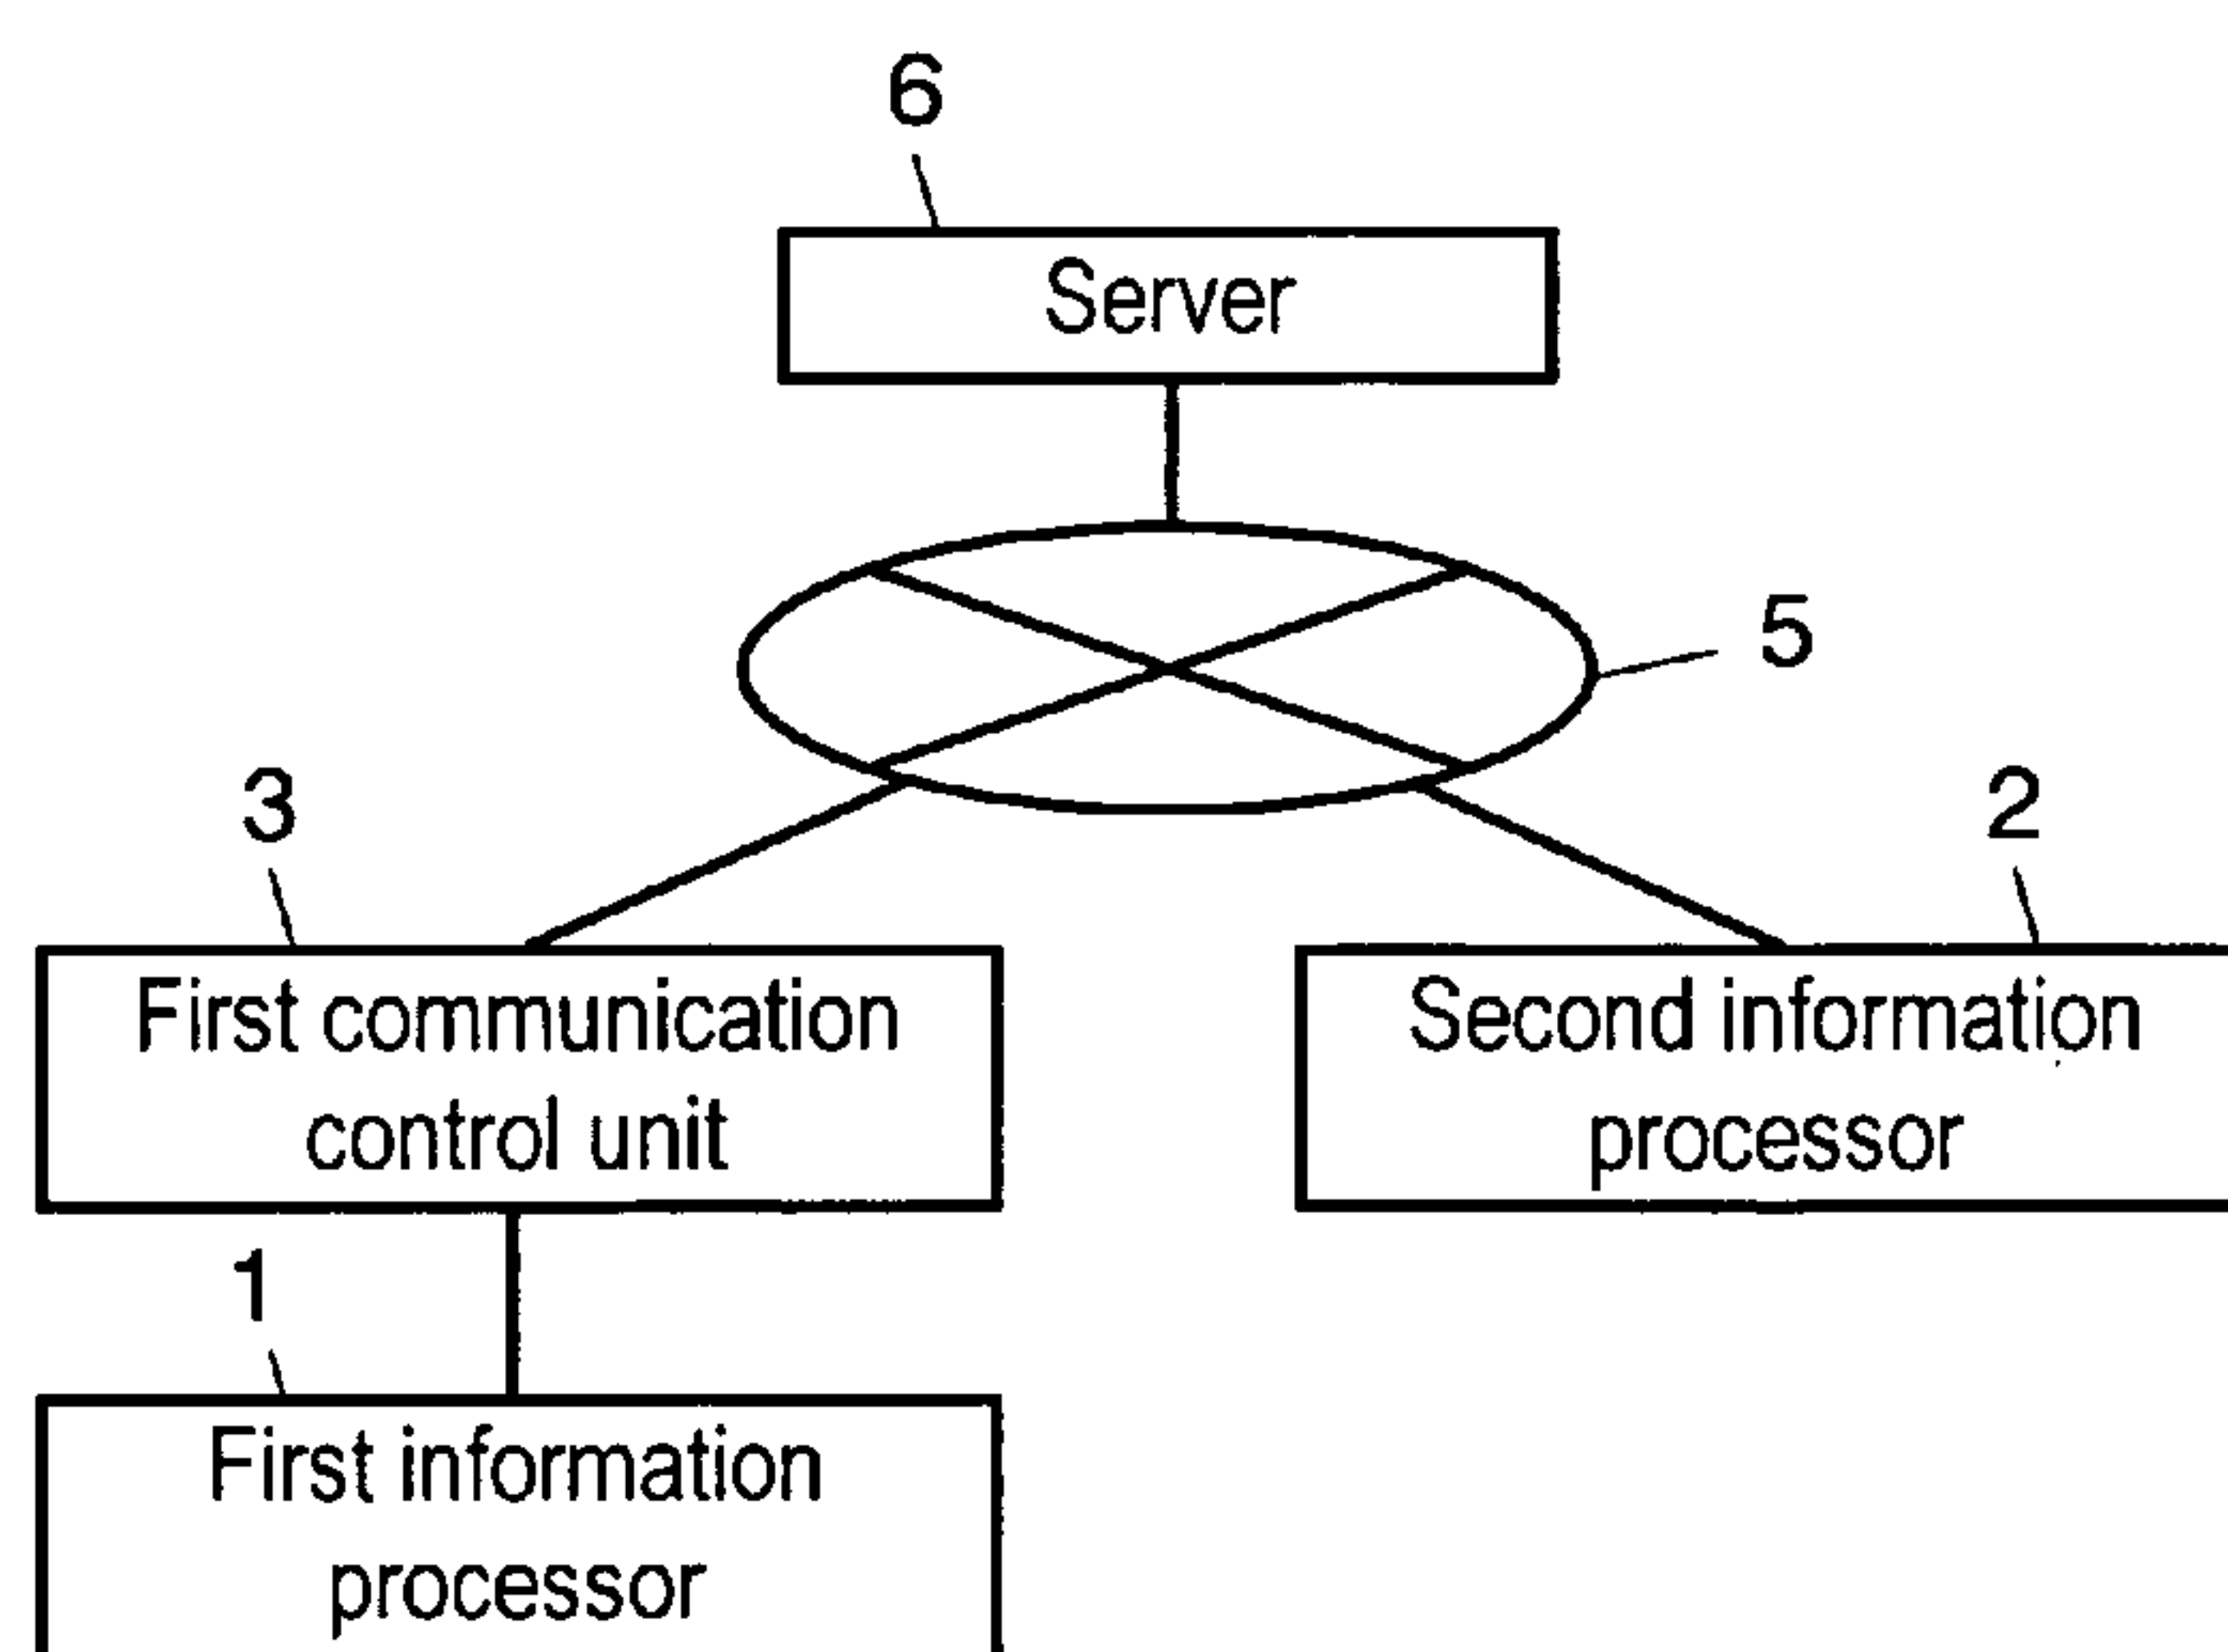 6
Server
5
3
2
First communication
control unit
Second information
processor
1
First information
processor